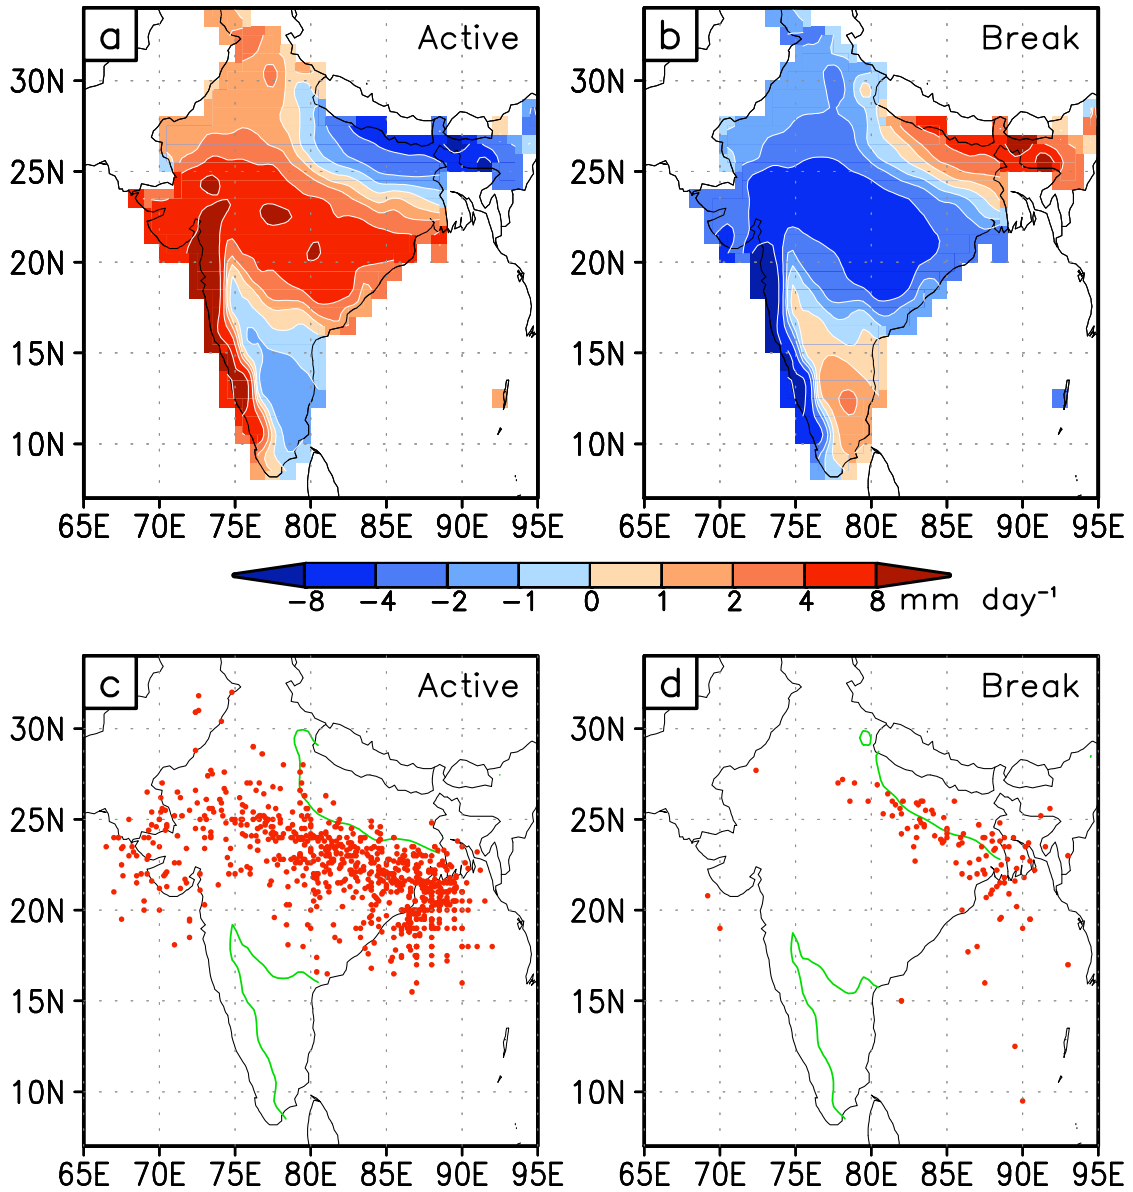 a Active
b Break
30N
25N
20N
15N
10N
65E 70E 75E 80E 85E 90E 95E
30N
25N
20N
15N
10N
65E 70E 75E 80E 85E 90E 95E
−8 −4 −2 −1 0 1 2 4 8 mm day⁻¹
c Active
d Break
30N
25N
20N
15N
10N
65E 70E 75E 80E 85E 90E 95E
30N
25N
20N
15N
10N
65E 70E 75E 80E 85E 90E 95E